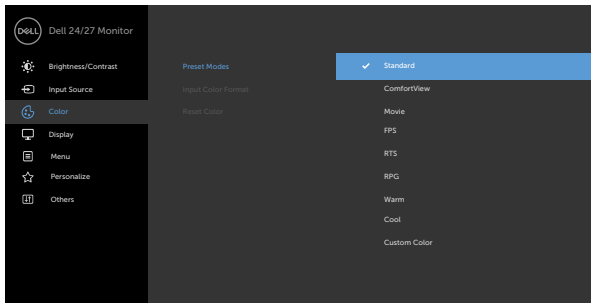 DELL Dell 24/27 Monitor
Brightness/Contrast Preset Modes Standard
Input Source Input Color Format ComfortView
Color Reset Color Movie
FPS
Display
RTS
Menu
RPG
Personalize
Others Warm
Cool
Custom Color